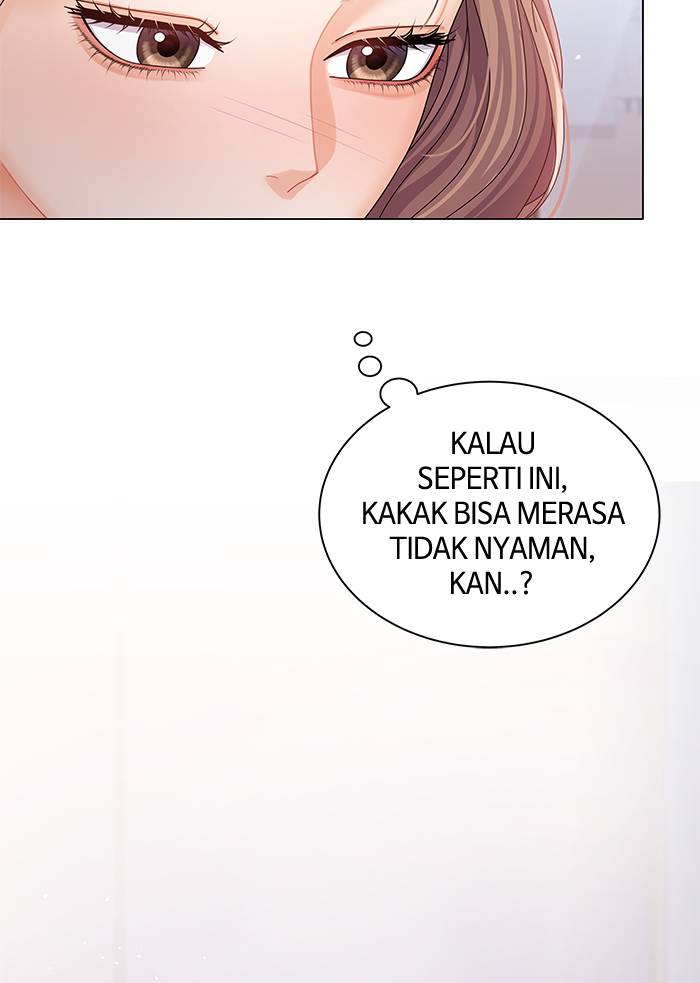 KALAU
SEPERTI INI,
KAKAK BISA MERASA
TIDAK NYAMAN,
KAN..?